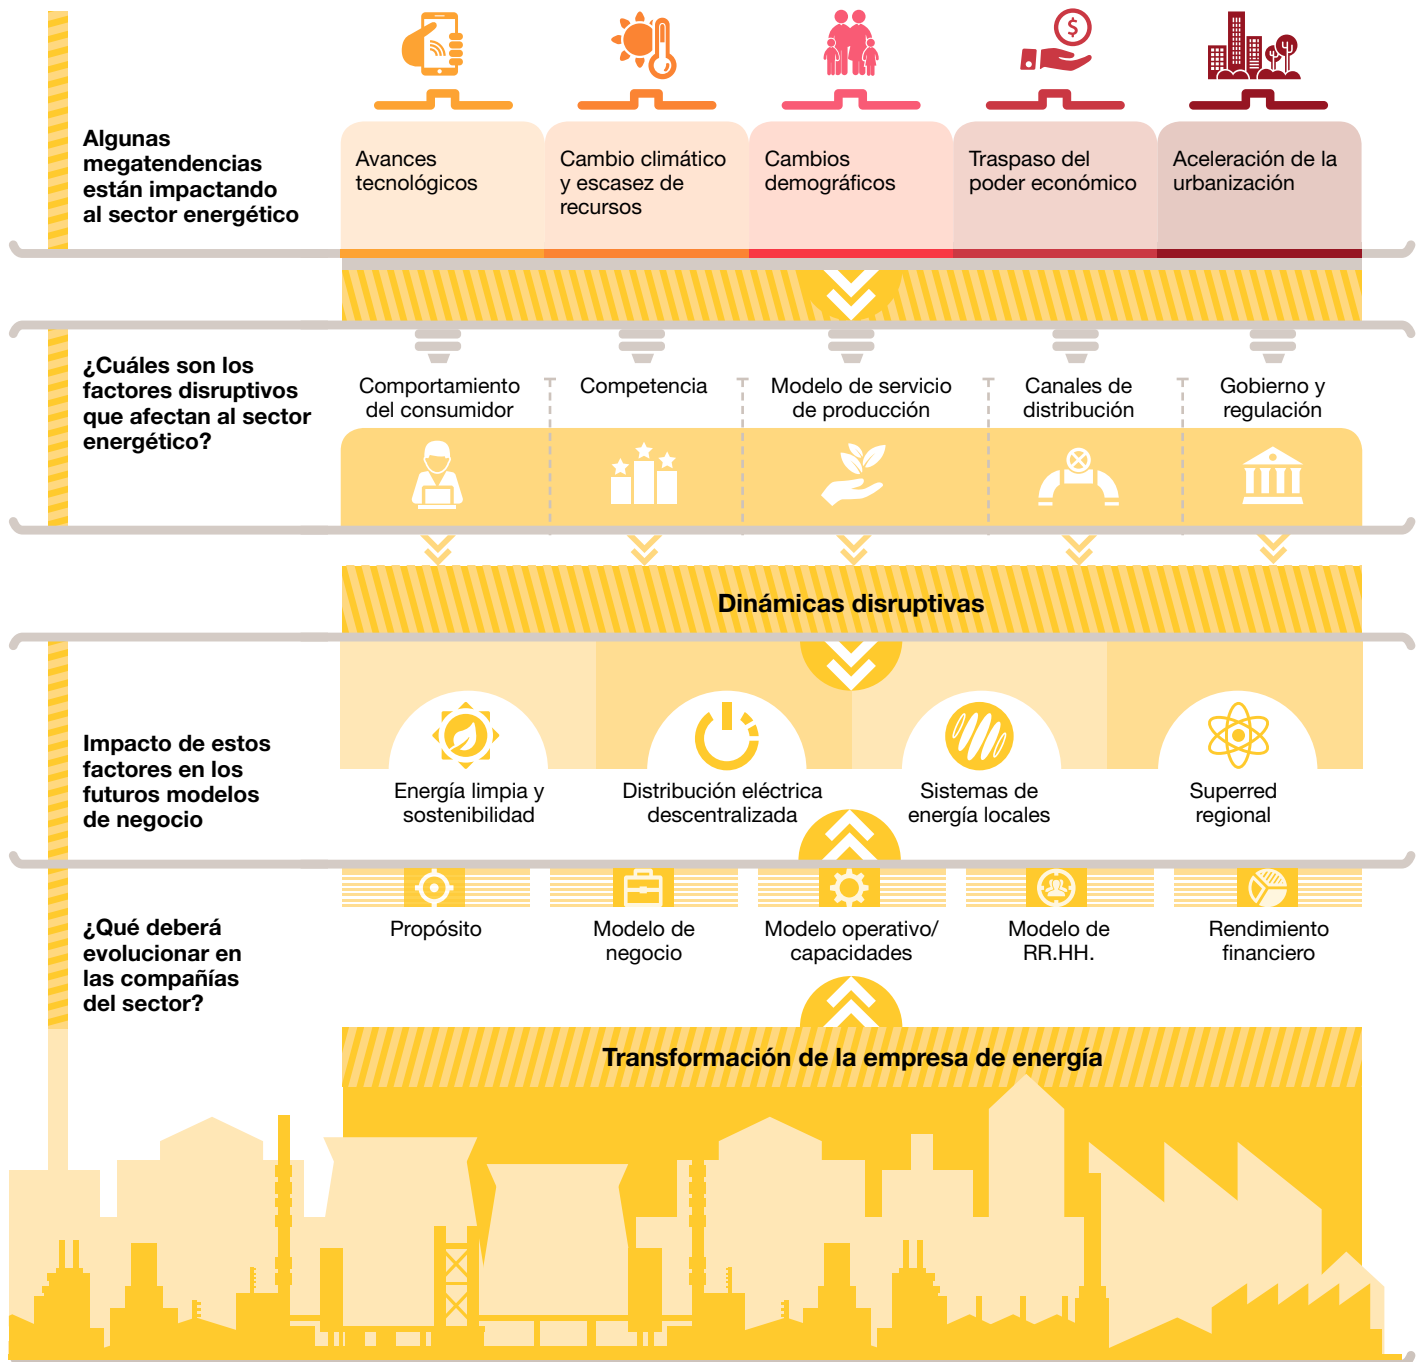 Algunas
megatendencias
están impactando
al sector energético
$
Avances
tecnológicos
Cambio climático
y escasez de
recursos
Cambios
demográficos
Traspaso del
poder económico
Aceleración de la
urbanización
¿Cuáles son los
factores disruptivos
que afectan al sector
energético?
Comportamiento
del consumidor
Competencia
Modelo de servicio
de producción
Canales de
distribución
Gobierno y
regulación
Dinámicas disruptivas
Impacto de estos
factores en los
futuros modelos
de negocio
Energía limpia y
sostenibilidad
Distribución eléctrica
descentralizada
Sistemas de
energía locales
Superred
regional
¿Qué deberá
evolucionar en
las compañías
del sector?
Propósito
Modelo de
negocio
Modelo operativo/
capacidades
Modelo de
RR.HH.
Rendimiento
financiero
Transformación de la empresa de energía